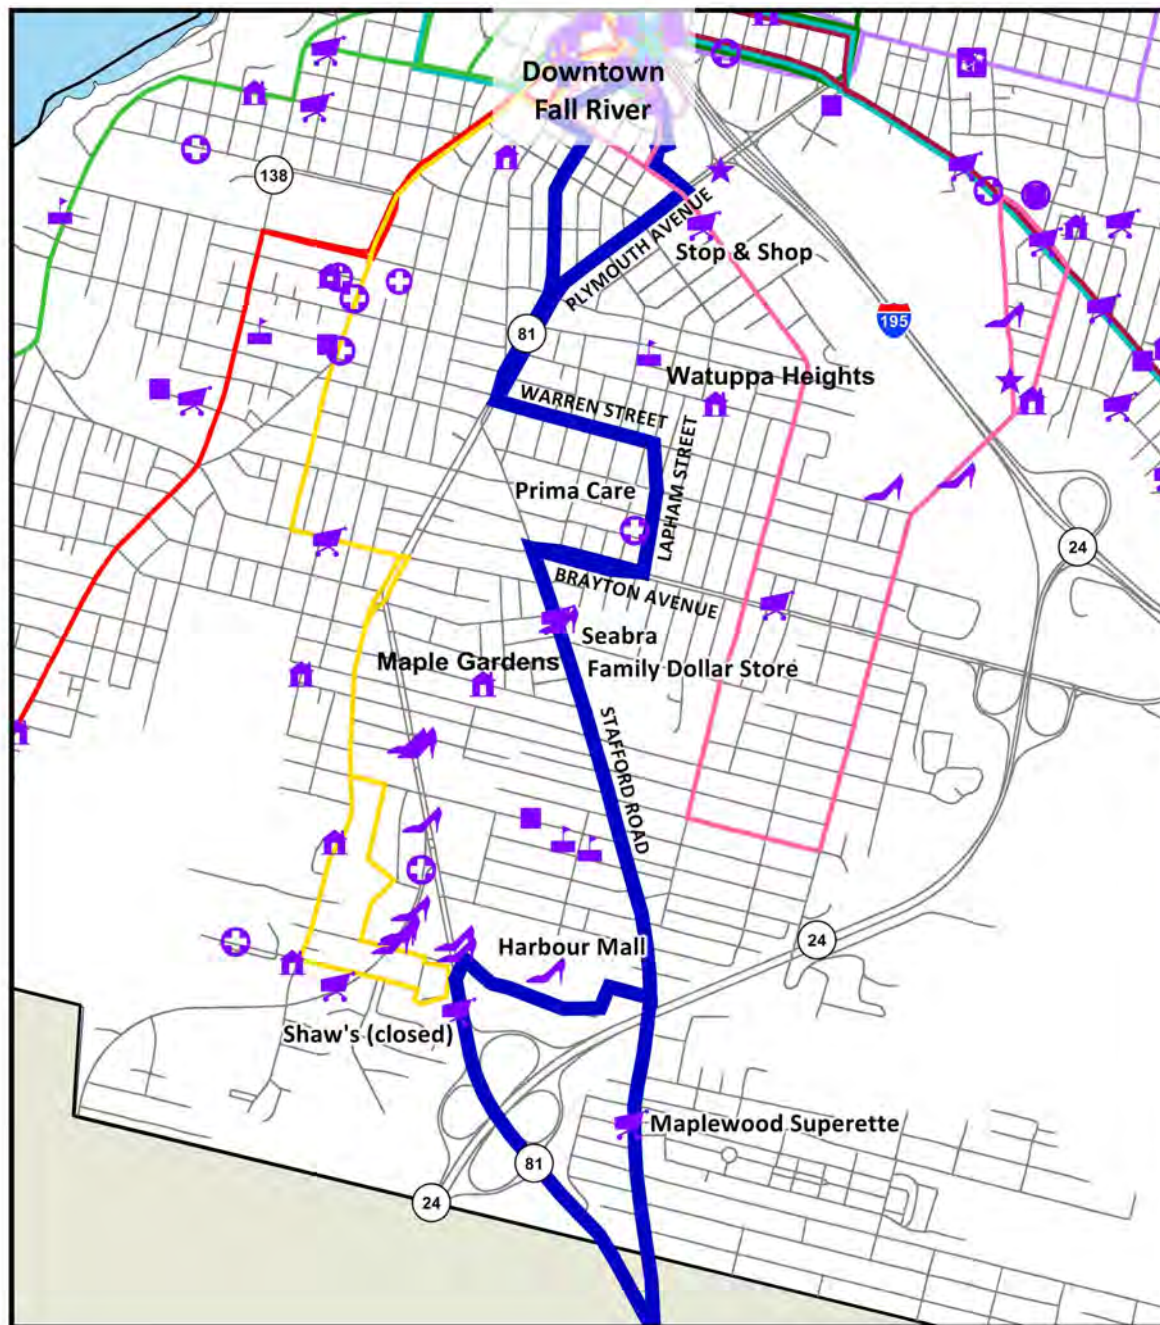 Downtown
Fall River
138
PLYMOUTH AVENUE
Stop & Shop
195
81
Watuppa Heights
WARREN STREET
LAPHAM STREET
Prima Care
24
BRAYTON AVENUE
Seabra
Maple Gardens
Family Dollar Store
STAFFORD ROAD
24
Harbour Mall
Shaw's (closed)
Maplewood Superette
81
24